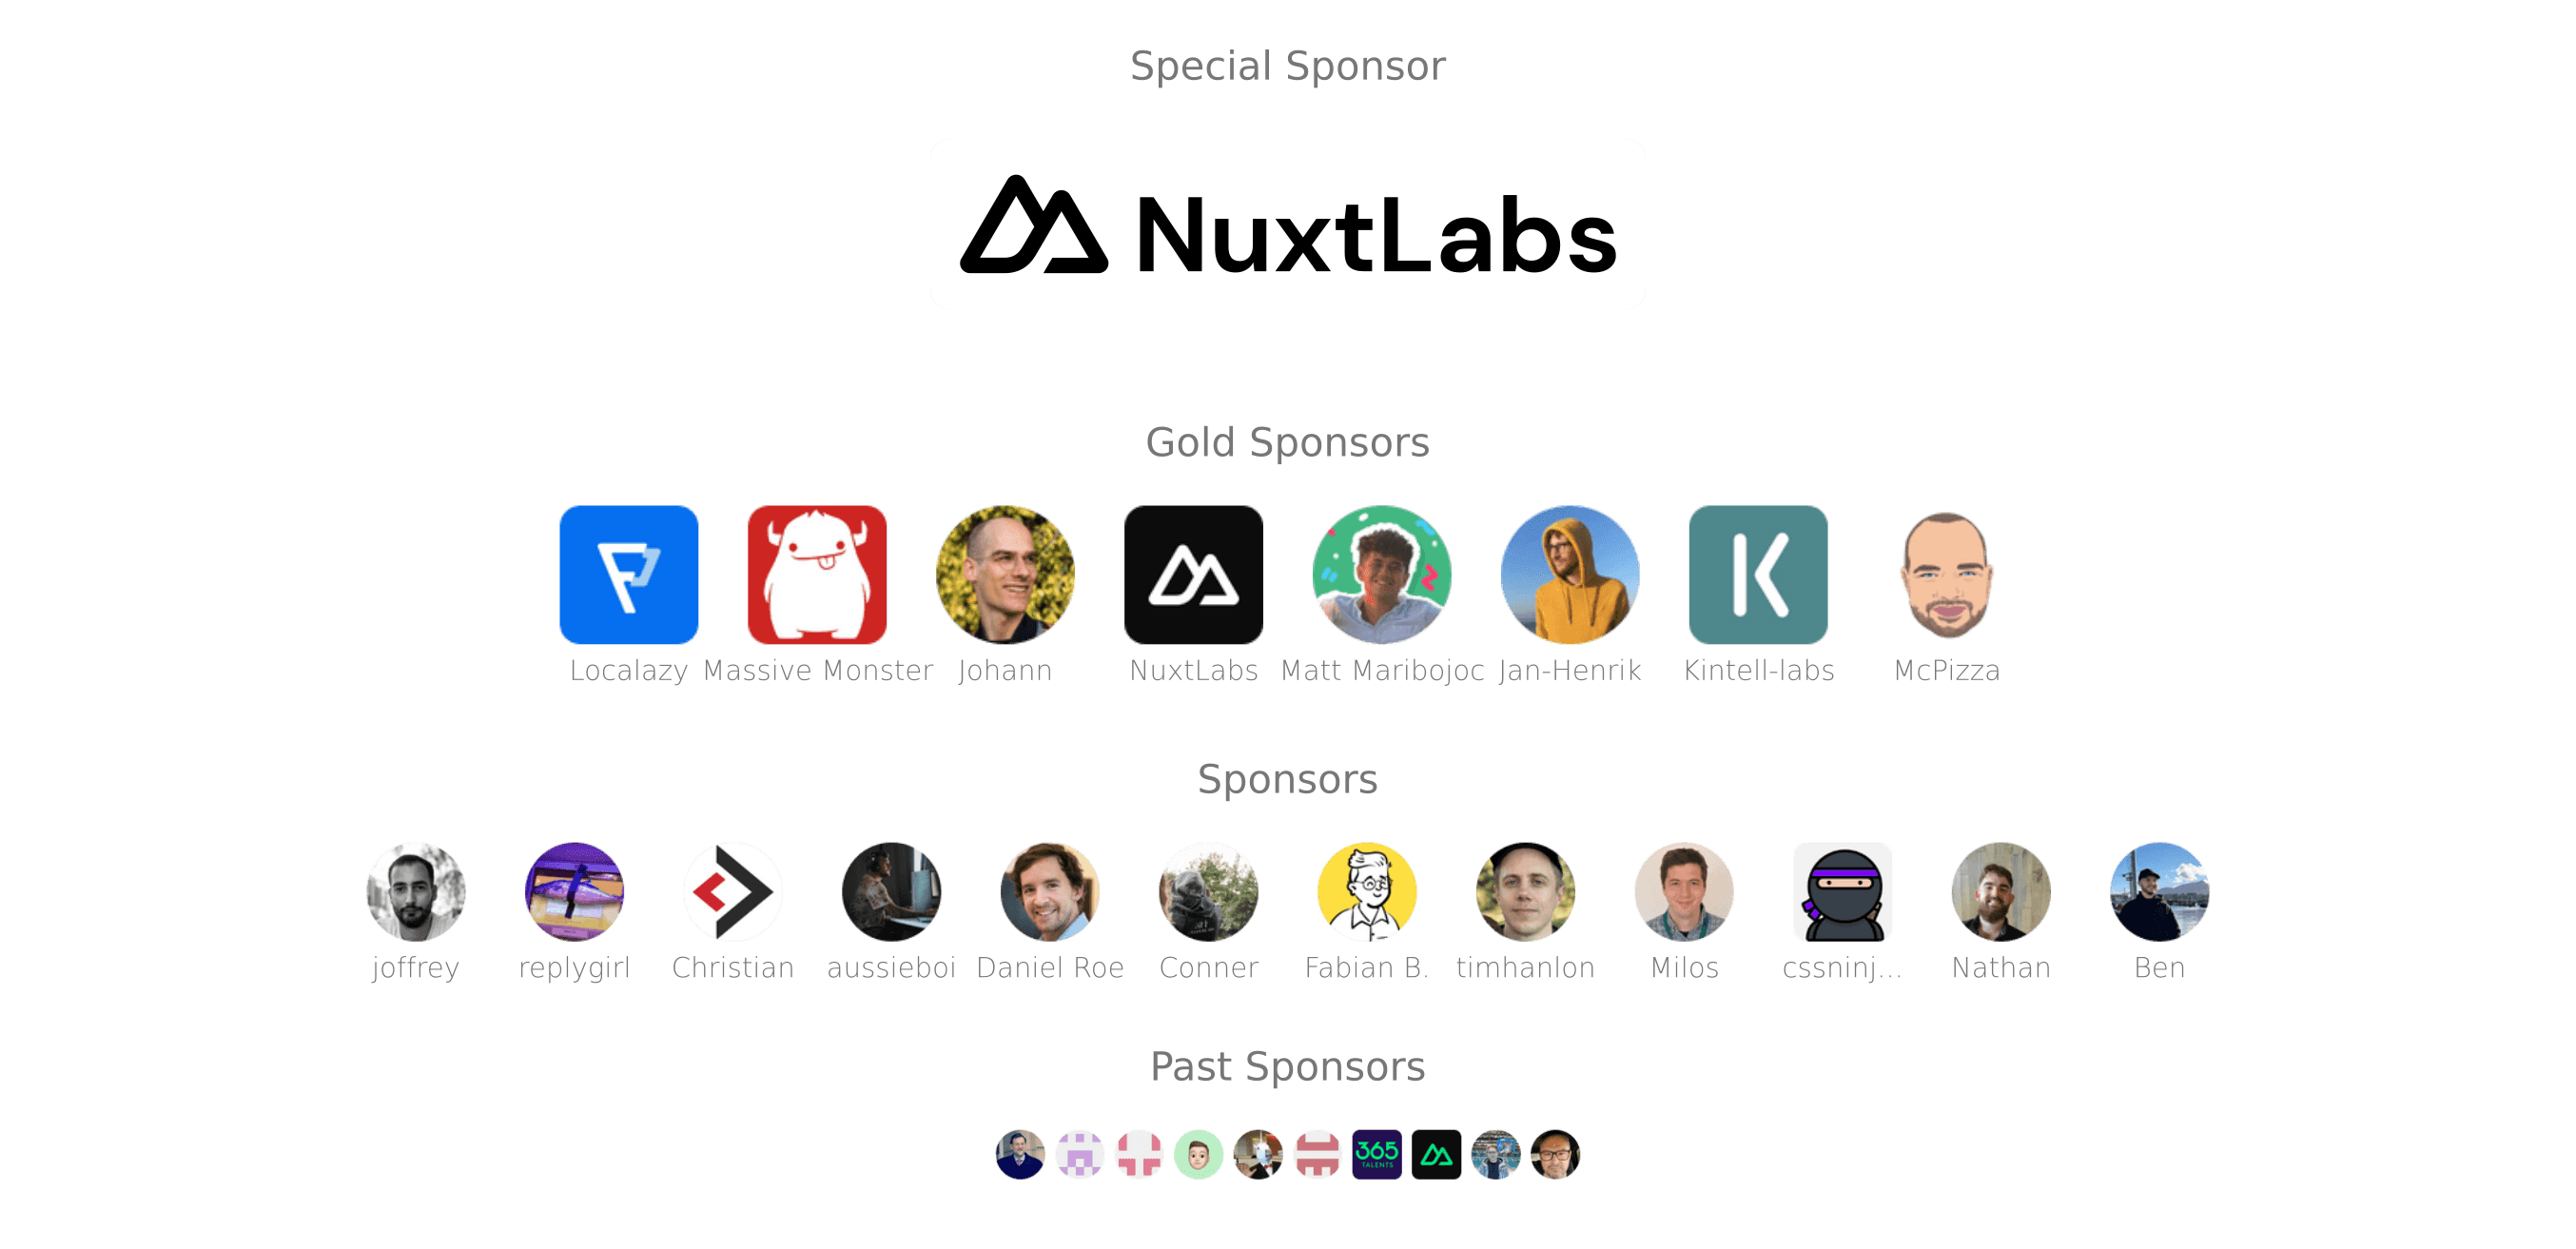 Special Sponsor
NuxtLabs
Gold Sponsors
Localazy Massive Monster Johann NuxtLabs Matt Maribojoc Jan-Henrik Kintell-labs McPizza
Sponsors
joffrey replygirl Christian aussieboi Daniel Roe Conner Fabian B. timhanlon Milos cssninj... Nathan Ben
Past Sponsors
365
TALENTS